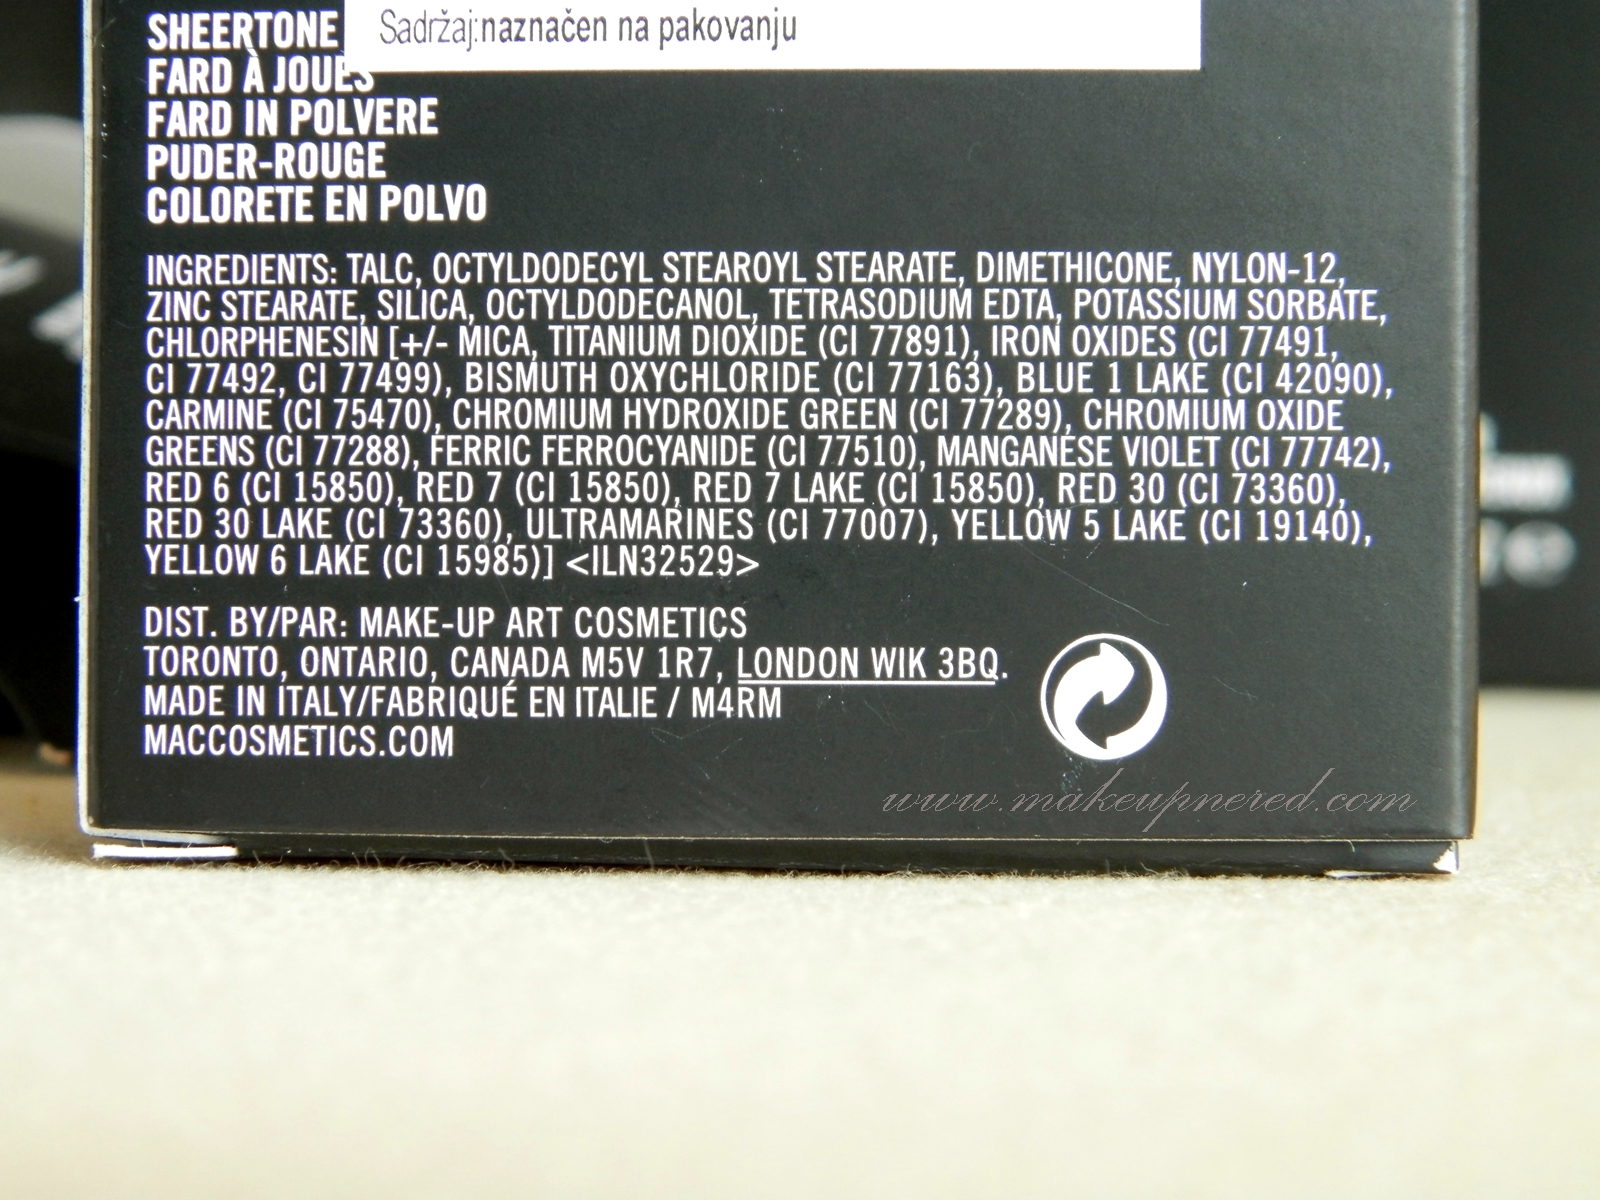 Sadržaj:naznačen na pakovanju
SHEERTONE
FARD À JOUES
FARD IN POLVERE
PUDER-ROUGE
COLORETE EN POLVO
INGREDIENTS: TALC, OCTYLDODECYL STEAROYL STEARATE, DIMETHICONE, NYLON-12,
ZINC STEARATE, SILICA, OCTYLDODECANOL, TETRASODIUM EDTA, POTASSIUM SORBATE,
CHLORPHENESIN [+/- MICA, TITANIUM DIOXIDE (CI 77891), IRON OXIDES (CI 77491,
CI 77492, CI 77499), BISMUTH OXYCHLORIDE (CI 77163), BLUE 1 LAKE (CI 42090),
CARMINE (CI 75470), CHROMIUM HYDROXIDE GREEN (CI 77289), CHROMIUM OXIDE
GREENS (CI 77288), FERRIC FERROCYANIDE (CI 77510), MANGANESE VIOLET (CI 77742),
RED 6 (CI 15850), RED 7 (CI 15850), RED 7 LAKE (CI 15850), RED 30 (CI 73360),
RED 30 LAKE (CI 73360), ULTRAMARINES (CI 77007), YELLOW 5 LAKE (CI 19140),
YELLOW 6 LAKE (CI 15985)] <ILN32529>
DIST. BY/PAR: MAKE-UP ART COSMETICS
TORONTO, ONTARIO, CANADA M5V 1R7, LONDON WIK 3BQ.
MADE IN ITALY/FABRIQUÉ EN ITALIE / M4RM
MACCOSMETICS.COM
www.makeupnered.com